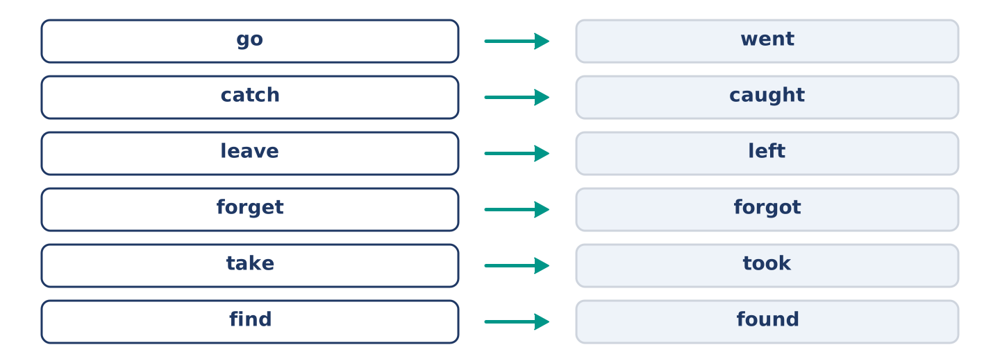 go → went
catch → caught
leave → left
forget → forgot
take → took
find → found